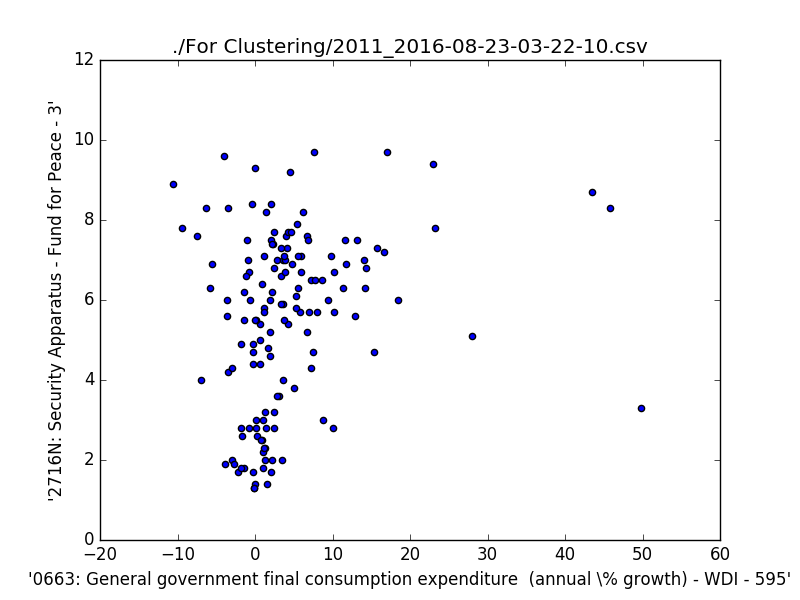 ./For Clustering/2011_2016-08-23-03-22-10.csv
12
10
8
6
4
2
0
'2716N: Security Apparatus - Fund for Peace - 3'
−20 −10 0 10 20 30 40 50 60
'0663: General government final consumption expenditure  (annual \% growth) - WDI - 595'